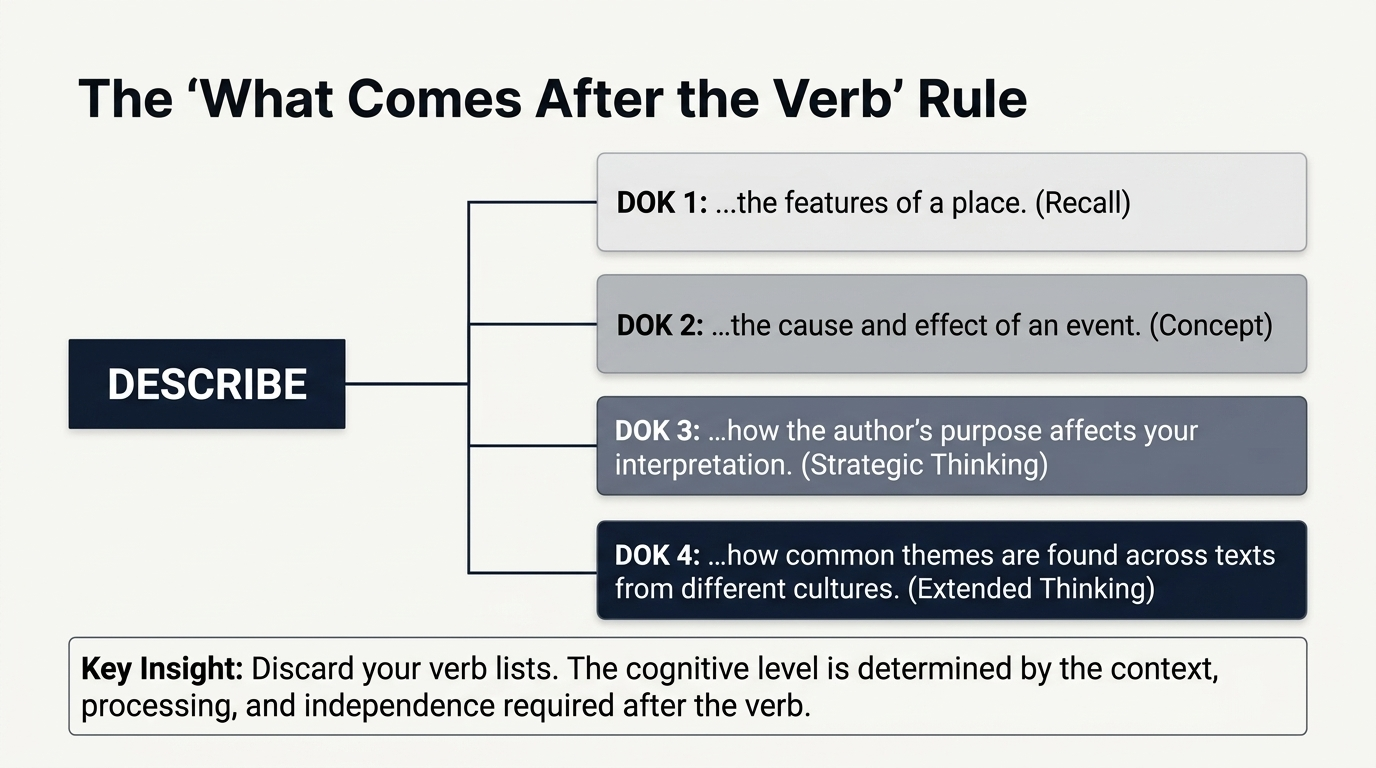 The ‘What Comes After the Verb’ Rule
DESCRIBE
DOK 1: ...the features of a place. (Recall)
DOK 2: ...the cause and effect of an event. (Concept)
DOK 3: ...how the author’s purpose affects your
interpretation. (Strategic Thinking)
DOK 4: ...how common themes are found across texts
from different cultures. (Extended Thinking)
Key Insight: Discard your verb lists. The cognitive level is determined by the context,
processing, and independence required after the verb.